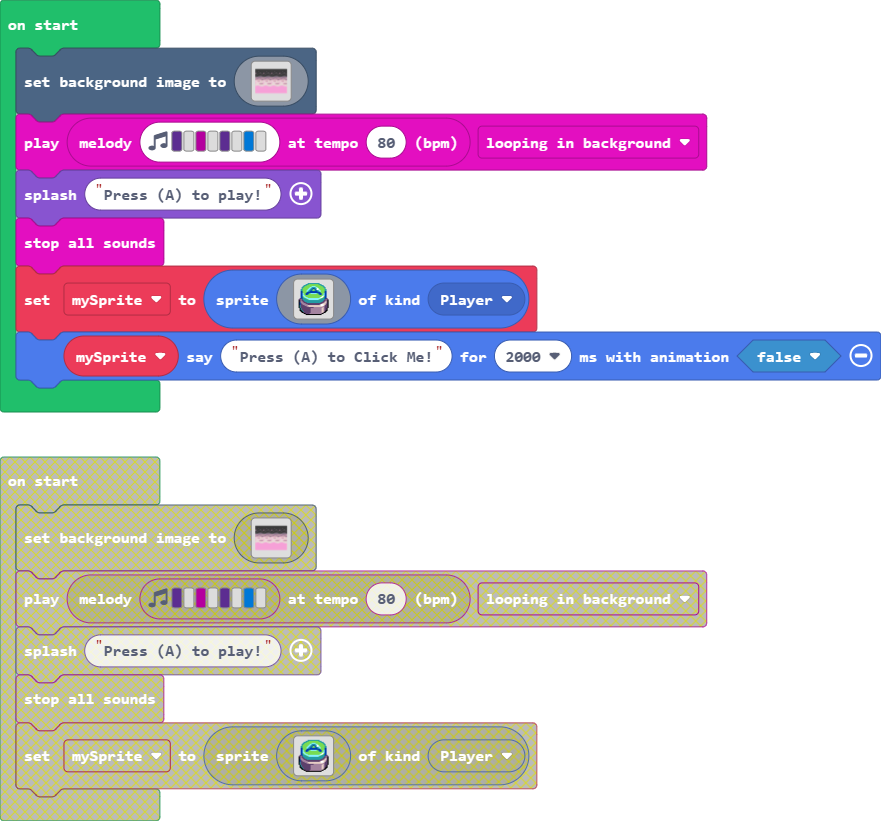 on start
set background image to
play melody at tempo 80 (bpm) looping in background
splash "Press (A) to play!"
stop all sounds
set mySprite to sprite of kind Player
mySprite say "Press (A) to Click Me!" for 2000 ms with animation false
on start
set background image to
play melody at tempo 80 (bpm) looping in background
splash "Press (A) to play!"
stop all sounds
set mySprite to sprite of kind Player